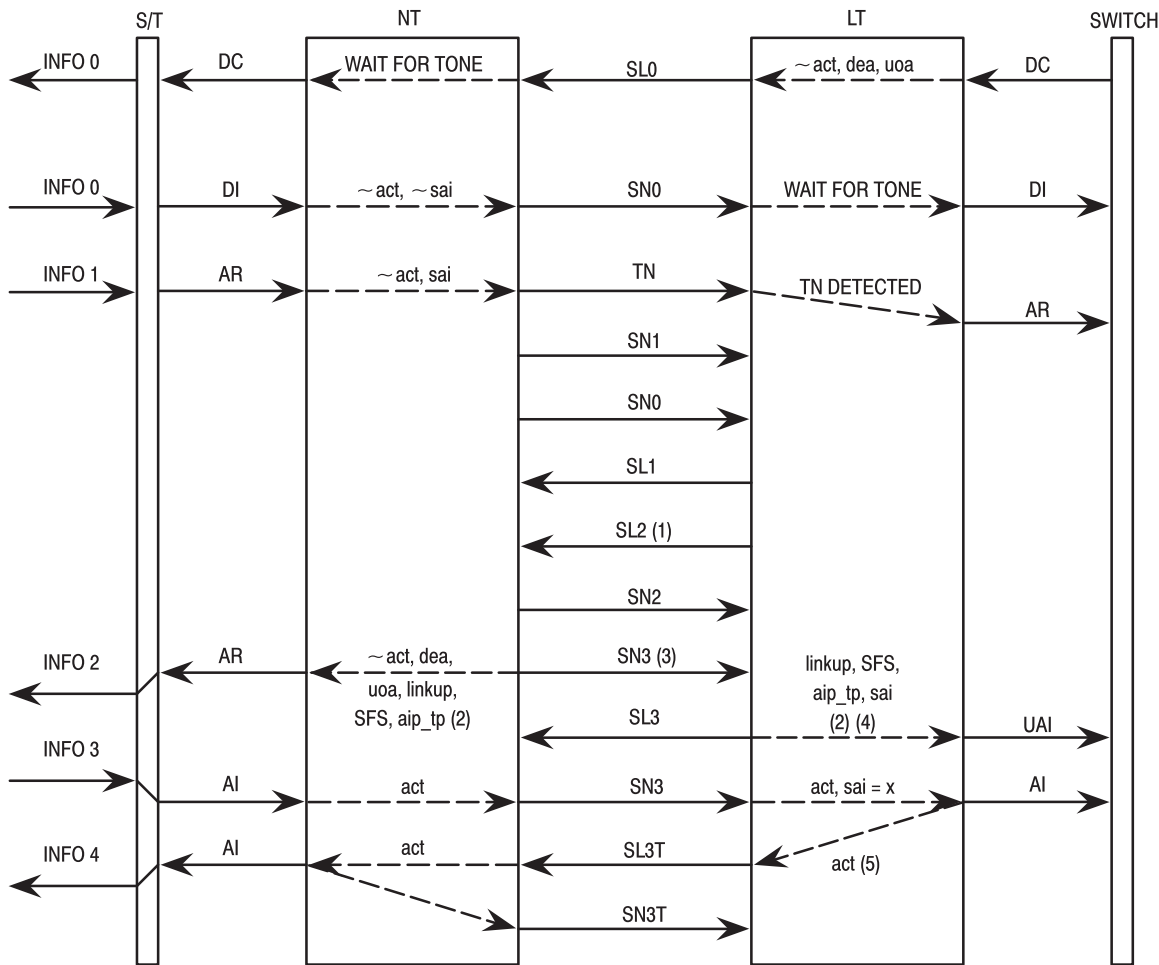 S/T NT LT SWITCH
INFO 0 DC WAIT FOR TONE SL0 ~act, dea, uoa DC
INFO 0 DI ~act, ~sai SN0 WAIT FOR TONE DI
INFO 1 AR ~act, sai TN TN DETECTED AR
SN1
SN0
SL1
SL2 (1)
SN2
INFO 2 AR ~act, dea, SN3 (3) linkup, SFS,
uoa, linkup, aip_tp, sai
SFS, aip_tp (2) SL3 (2) (4) UAI
INFO 3 AI act SN3 act, sai = x AI
INFO 4 AI act SL3T act (5)
SN3T